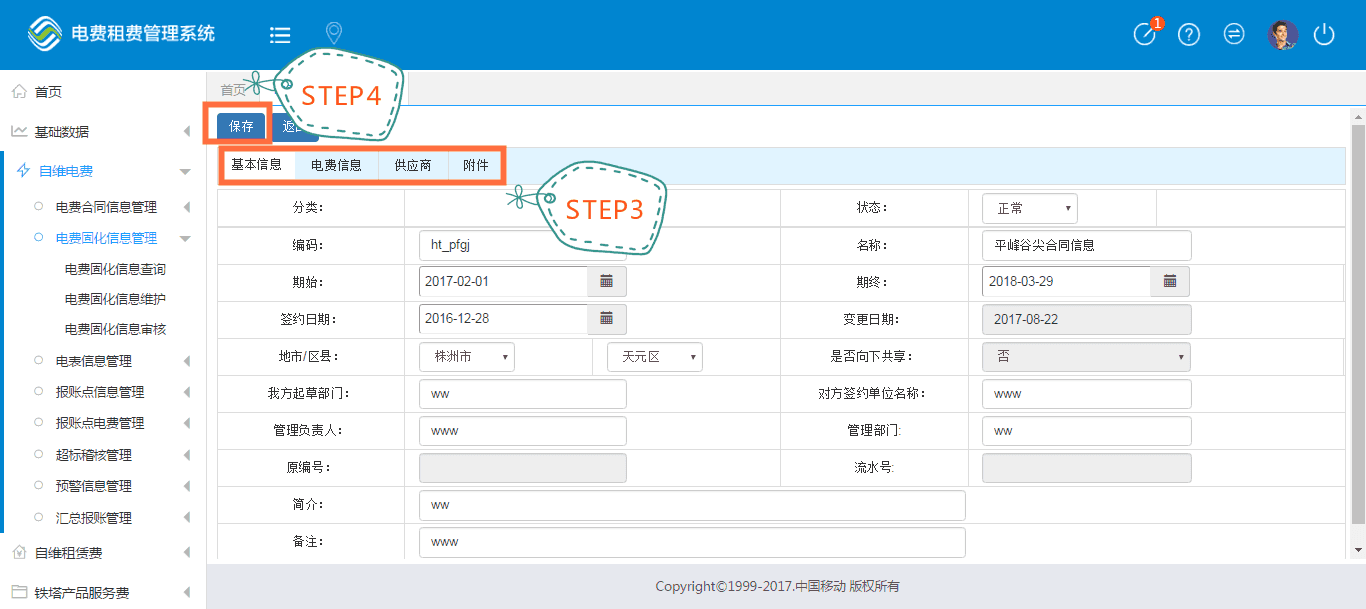 电费租费管理系统
1
首页
基础数据
自维电费
电费合同信息管理
电费固化信息管理
电费固化信息查询
电费固化信息维护
电费固化信息审核
电表信息管理
报账点信息管理
报账点电费管理
超标稽核管理
预警信息管理
汇总报账管理
自维租赁费
铁塔产品服务费
首页
STEP4
保存
基本信息 电费信息 供应商 附件
STEP3
分类: 状态: 正常
编码: ht_pfgj 名称: 平峰谷尖合同信息
期始: 2017-02-01 期终: 2018-03-29
签约日期: 2016-12-28 变更日期: 2017-08-22
地市/区县: 株洲市 天元区 是否向下共享: 否
我方起草部门: ww 对方签约单位名称: www
管理负责人: www 管理部门: ww
原编号: 流水号:
简介: ww
备注: www
Copyright©1999-2017.中国移动 版权所有